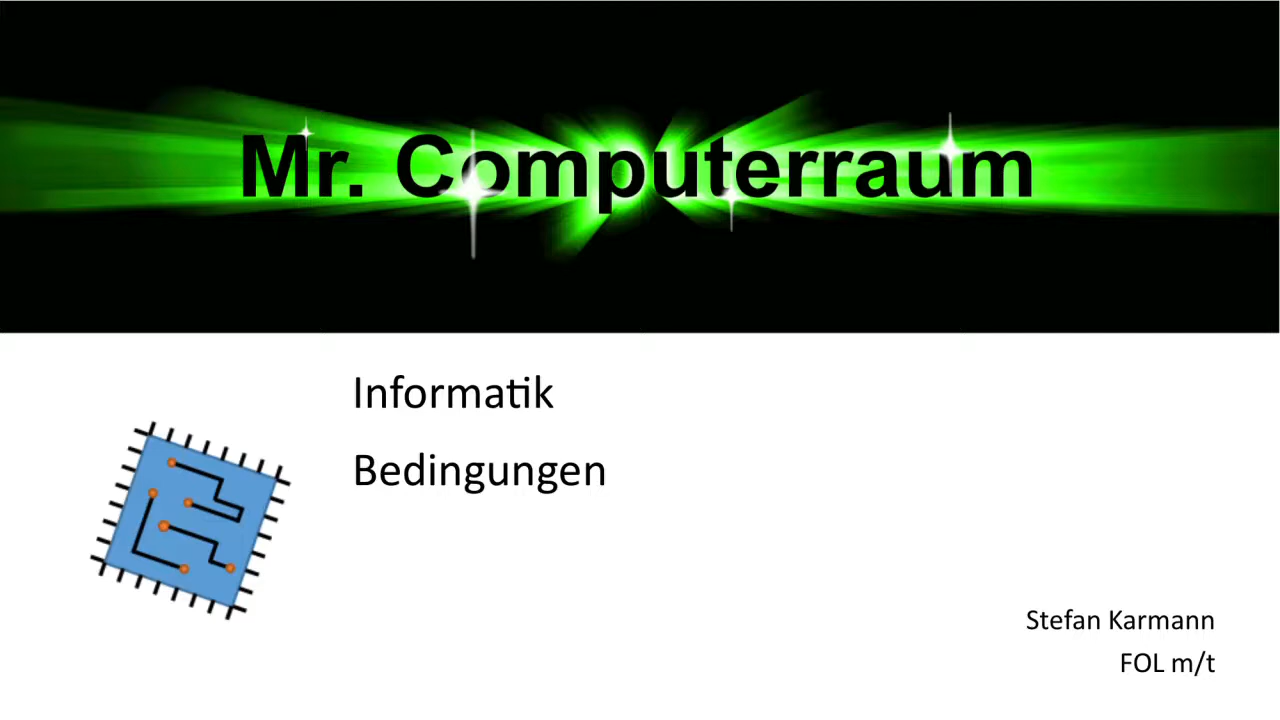 Mr. Computerraum
Informatik
Bedingungen
Stefan Karmann
FOL m/t